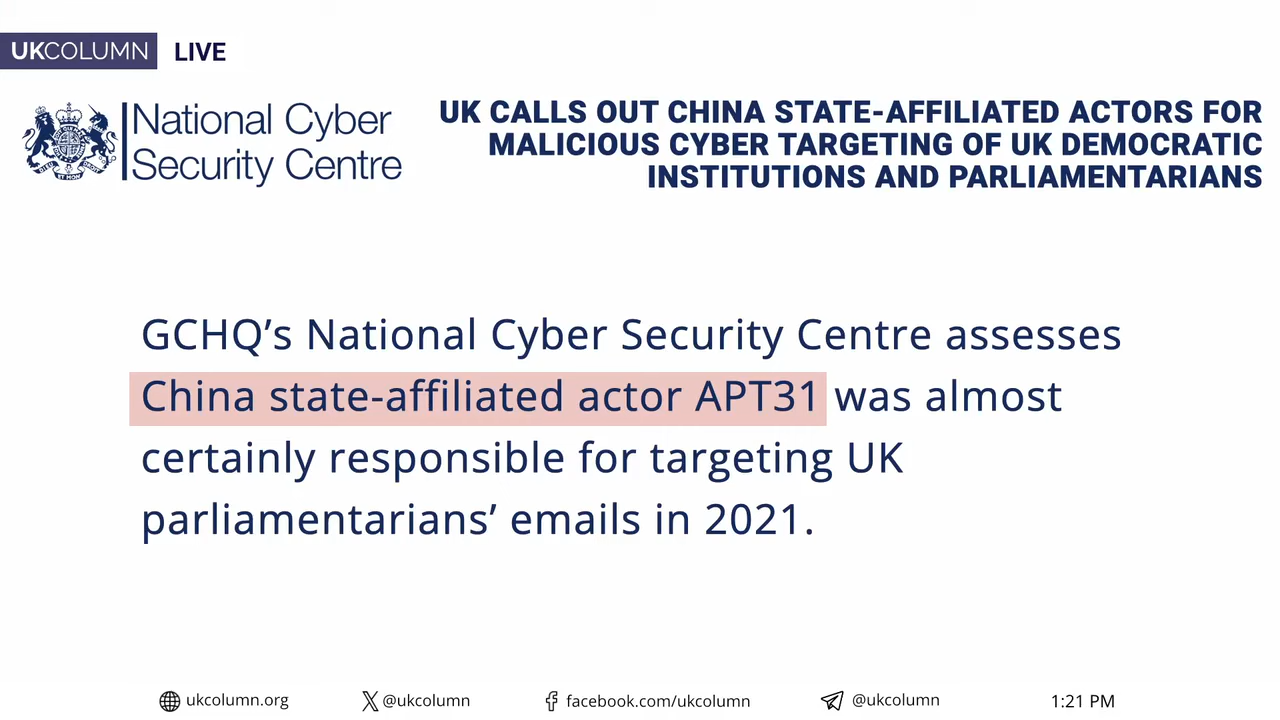 UKCOLUMN LIVE
National Cyber
Security Centre
UK CALLS OUT CHINA STATE-AFFILIATED ACTORS FOR
MALICIOUS CYBER TARGETING OF UK DEMOCRATIC
INSTITUTIONS AND PARLIAMENTARIANS
GCHQ’s National Cyber Security Centre assesses
China state-affiliated actor APT31 was almost
certainly responsible for targeting UK
parliamentarians’ emails in 2021.
ukcolumn.org @ukcolumn facebook.com/ukcolumn @ukcolumn 1:21 PM